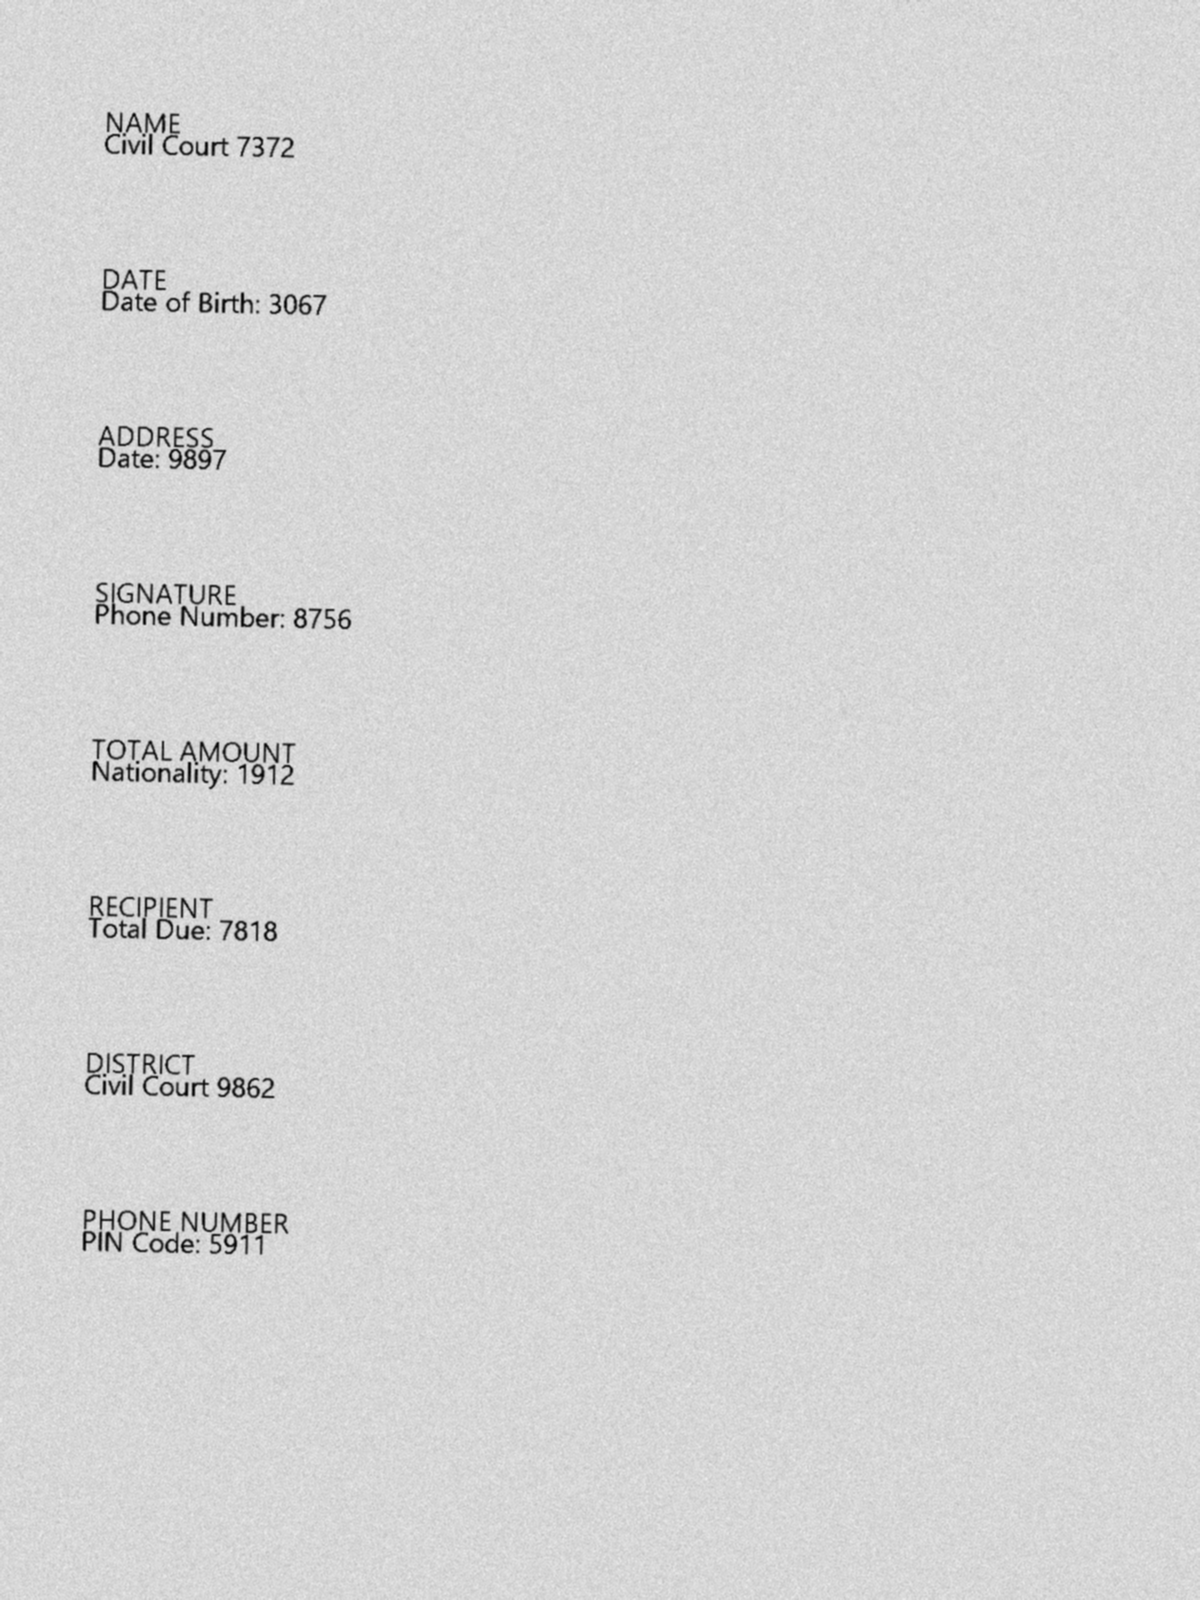 NAME
Civil Court 7372
DATE
Date of Birth: 3067
ADDRESS
Date: 9897
SIGNATURE
Phone Number: 8756
TOTAL AMOUNT
Nationality: 1912
RECIPIENT
Total Due: 7818
DISTRICT
Civil Court 9862
PHONE NUMBER
PIN Code: 5911